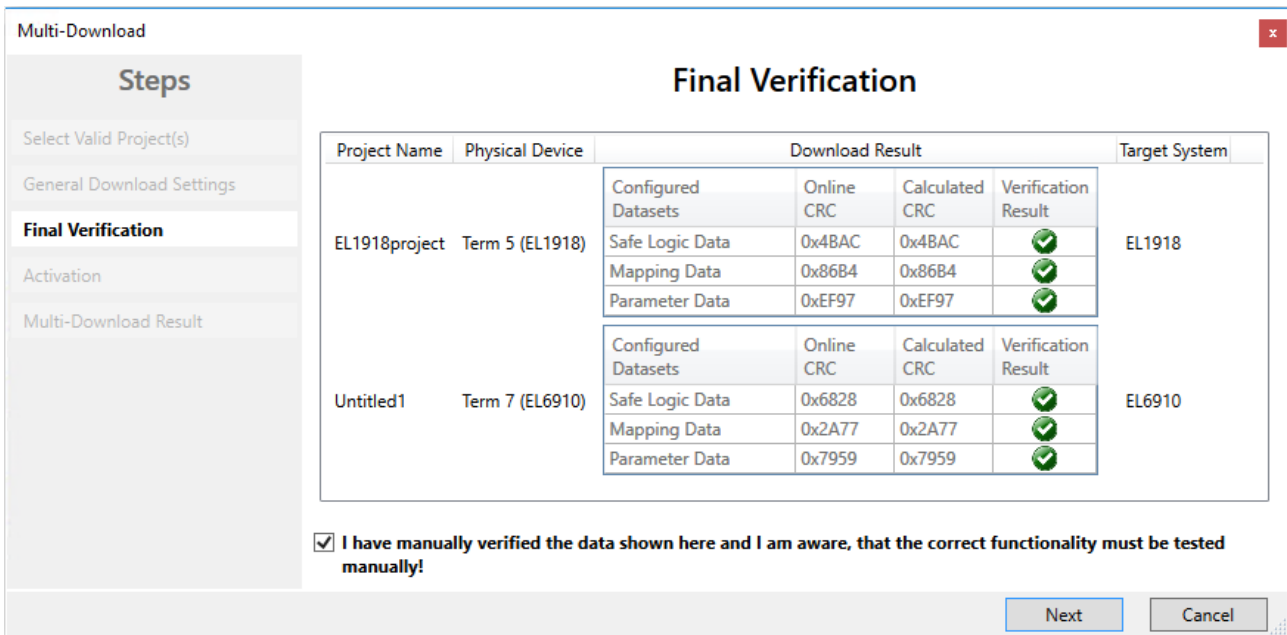 Multi-Download
x
Steps
Select Valid Project(s)
General Download Settings
Final Verification
Activation
Multi-Download Result
Final Verification
Project Name Physical Device Download Result Target System
Configured Datasets Online CRC Calculated CRC Verification Result
EL1918project Term 5 (EL1918) EL1918
Safe Logic Data 0x4BAC 0x4BAC
Mapping Data 0x86B4 0x86B4
Parameter Data 0xEF97 0xEF97
Configured Datasets Online CRC Calculated CRC Verification Result
Untitled1 Term 7 (EL6910) EL6910
Safe Logic Data 0x6828 0x6828
Mapping Data 0x2A77 0x2A77
Parameter Data 0x7959 0x7959
I have manually verified the data shown here and I am aware, that the correct functionality must be tested
manually!
Next Cancel